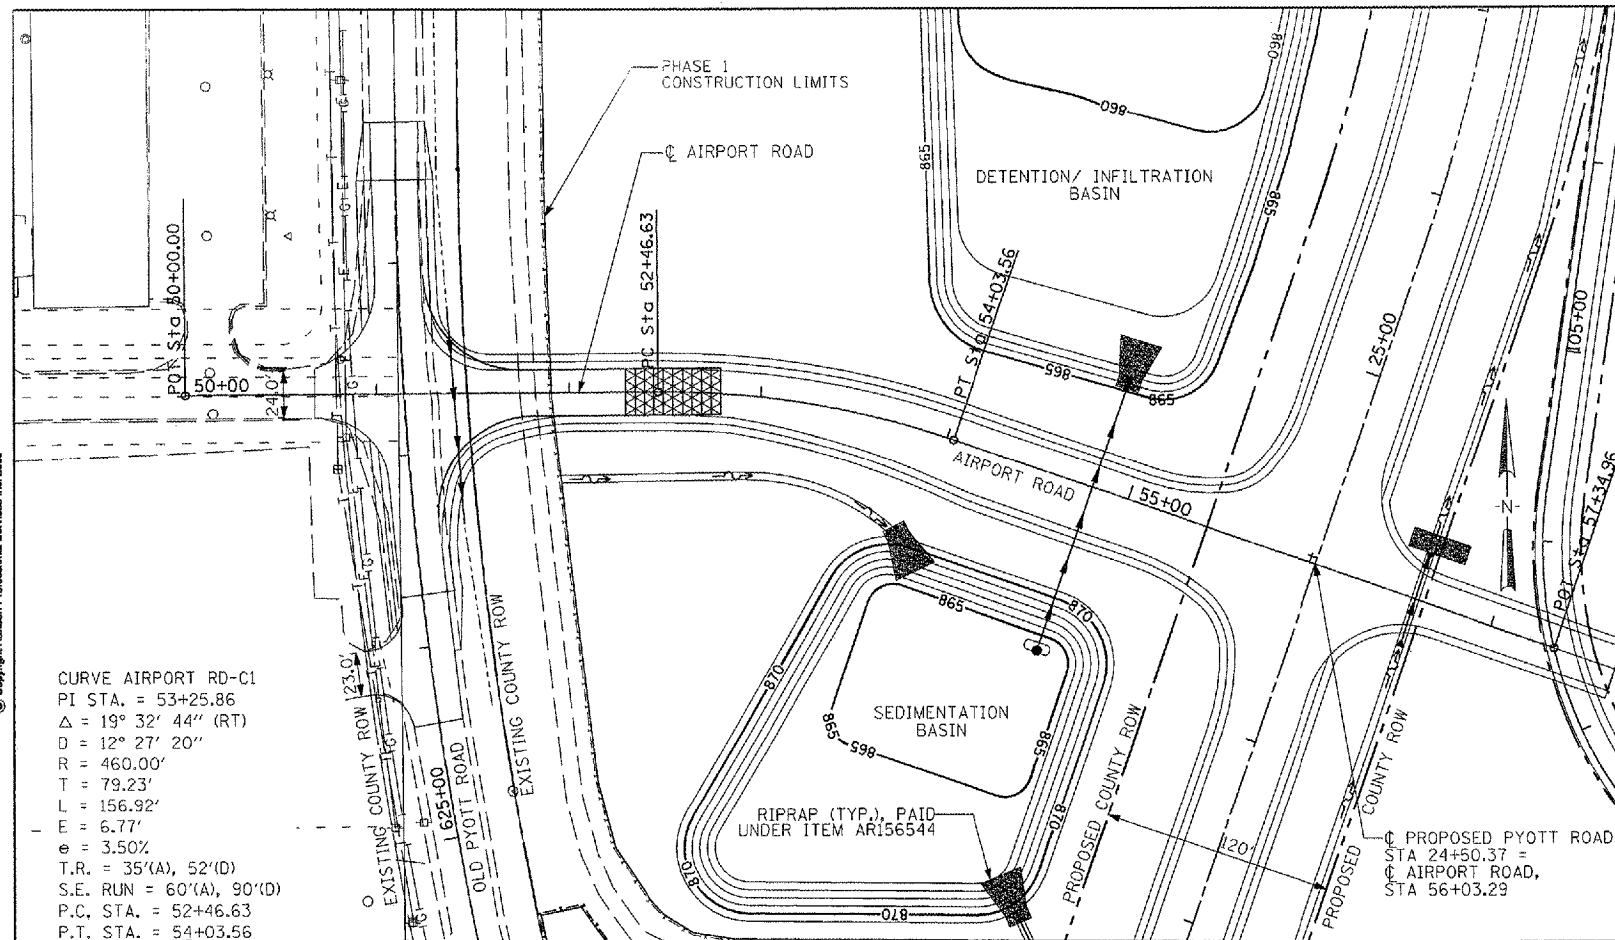 PHASE 1
CONSTRUCTION LIMITS
℄ AIRPORT ROAD
POT Sta 50+00.00
50+00
24.0'
PC Sta 52+46.63
PT Sta 54+03.56
DETENTION/ INFILTRATION
BASIN
860
860
865
865
865
865
25+00
105+00
AIRPORT ROAD
55+00
-N-
POT Sta 57+34.96
865
870
870
865
865
865
870
870
870
SEDIMENTATION
BASIN
RIPRAP (TYP.), PAID
UNDER ITEM AR156544
PROPOSED COUNTY ROW
120'
PROPOSED COUNTY ROW
℄ PROPOSED PYOTT ROAD
STA 24+50.37 =
℄ AIRPORT ROAD,
STA 56+03.29
EXISTING COUNTY ROW
23.0'
625+00
OLD PYOTT ROAD
EXISTING COUNTY ROW
CURVE AIRPORT RD-C1
PI STA. = 53+25.86
Δ = 19° 32' 44" (RT)
D = 12° 27' 20"
R = 460.00'
T = 79.23'
L = 156.92'
E = 6.77'
e = 3.50%
T.R. = 35'(A), 52'(D)
S.E. RUN = 60'(A), 90'(D)
P.C. STA. = 52+46.63
P.T. STA. = 54+03.56